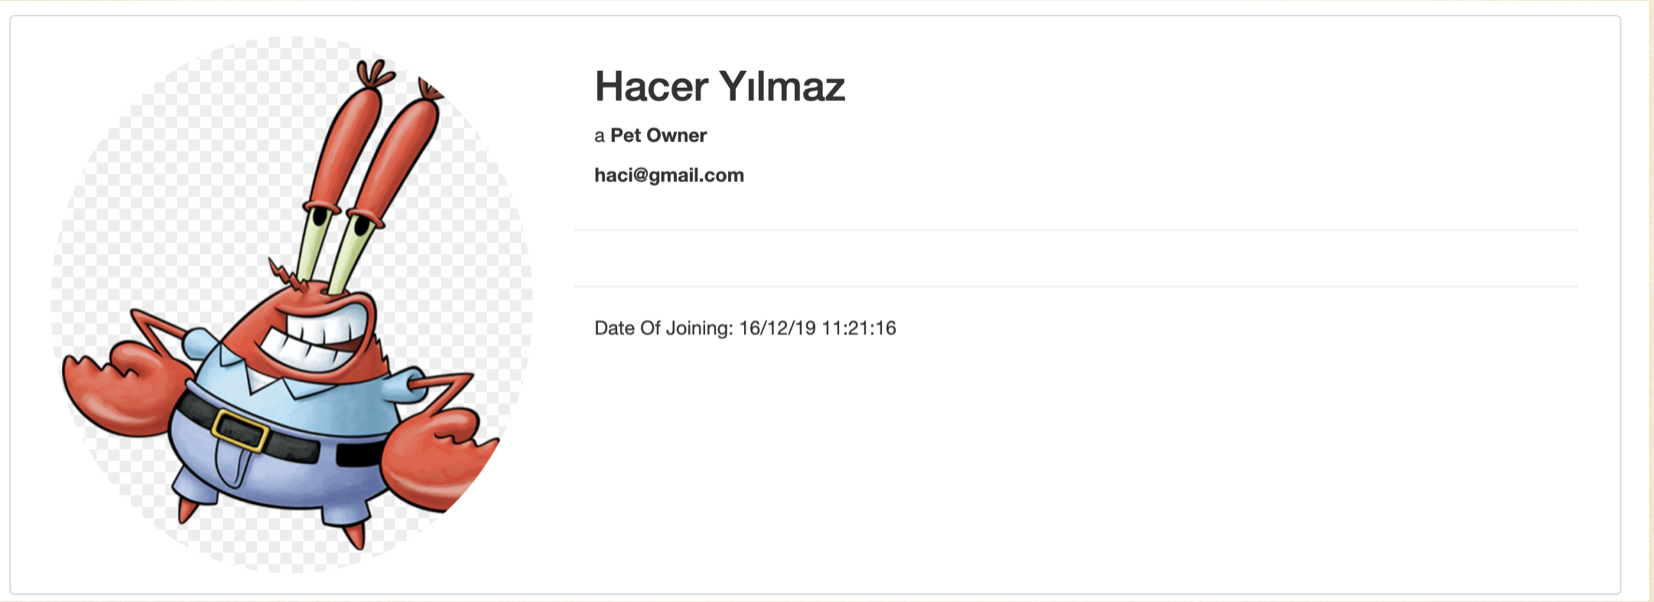 Hacer Yılmaz
a Pet Owner
haci@gmail.com
Date Of Joining: 16/12/19 11:21:16